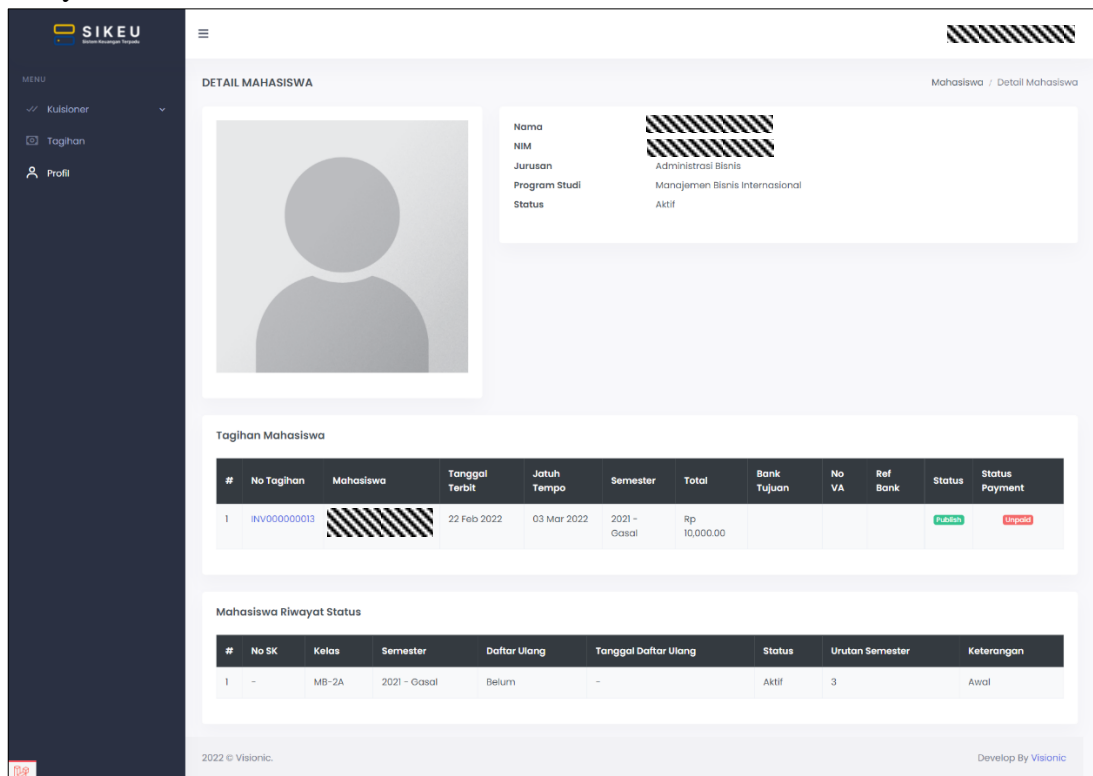 SIKEU
Sistem Keuangan Terpadu
MENU
Kuisioner
Tagihan
Profil
DETAIL MAHASISWA
Mahasiswa / Detail Mahasiswa
Nama
NIM
Jurusan Administrasi Bisnis
Program Studi Manajemen Bisnis Internasional
Status Aktif
Tagihan Mahasiswa
# No Tagihan Mahasiswa Tanggal Terbit Jatuh Tempo Semester Total Bank Tujuan No VA Ref Bank Status Status Payment
1 INV000000013 22 Feb 2022 03 Mar 2022 2021 - Gasal Rp 10,000.00 Publish Unpaid
Mahasiswa Riwayat Status
# No SK Kelas Semester Daftar Ulang Tanggal Daftar Ulang Status Urutan Semester Keterangan
1 - MB-2A 2021 - Gasal Belum - Aktif 3 Awal
2022 © Visionic.
Develop By Visionic